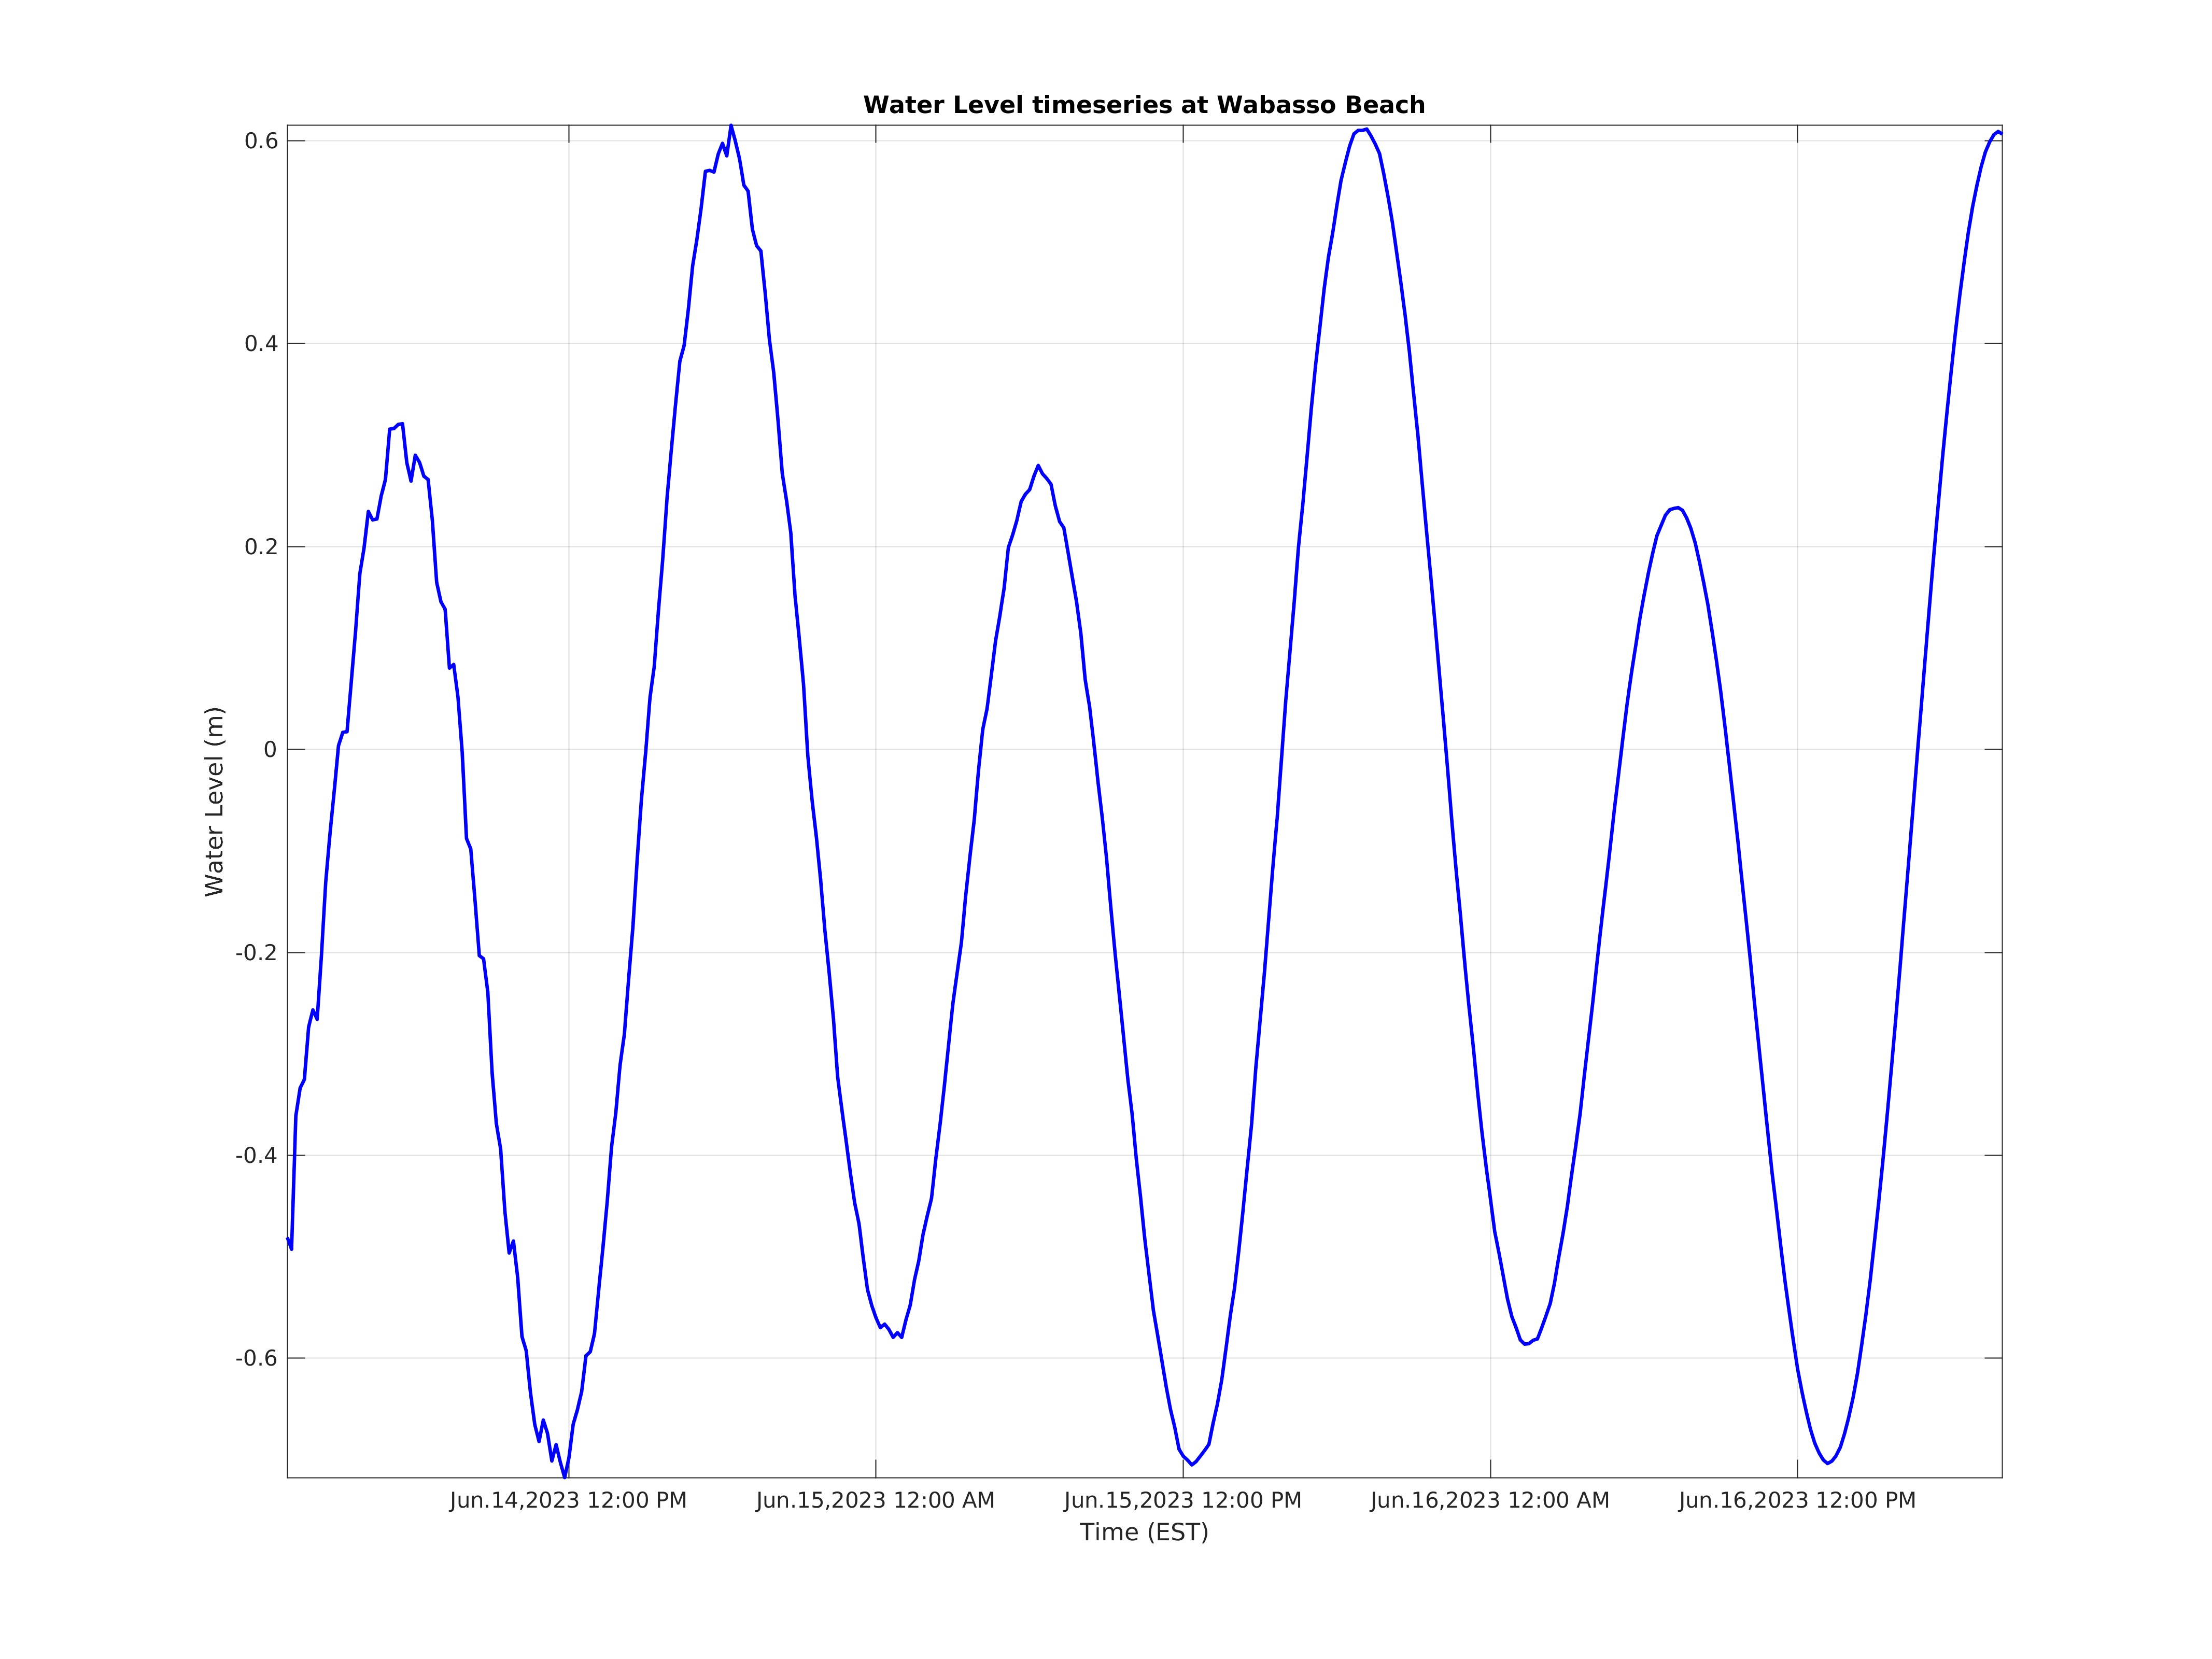 Water Level timeseries at Wabasso Beach
0.6
0.4
0.2
0
-0.2
-0.4
-0.6
Water Level (m)
Jun.14,2023 12:00 PM
Jun.15,2023 12:00 AM
Jun.15,2023 12:00 PM
Jun.16,2023 12:00 AM
Jun.16,2023 12:00 PM
Time (EST)